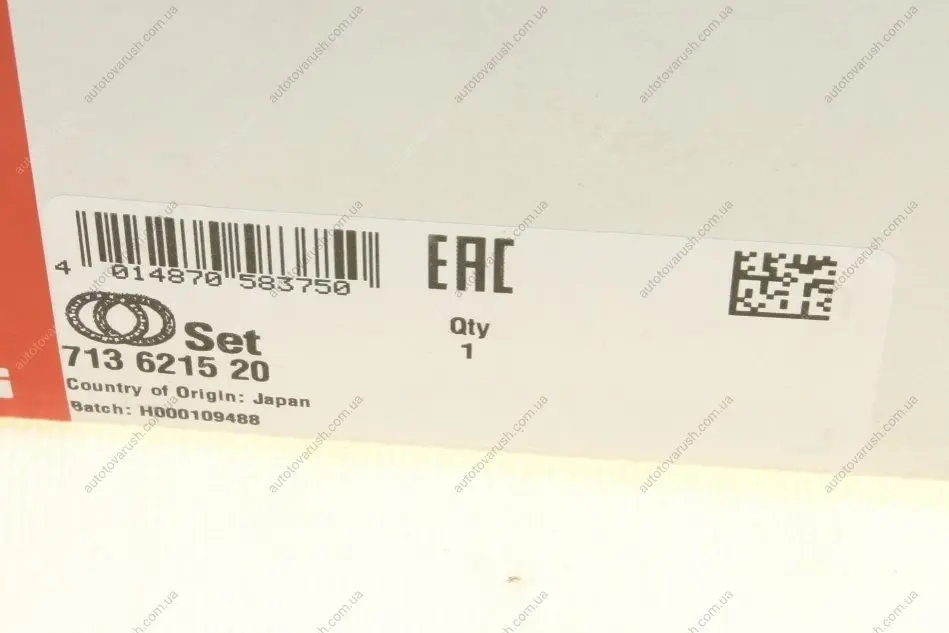 4 014870 583750
EAC
Set
713 6215 20
Qty
1
Country of Origin: Japan
Batch: H000109488
autotovarush.com.ua